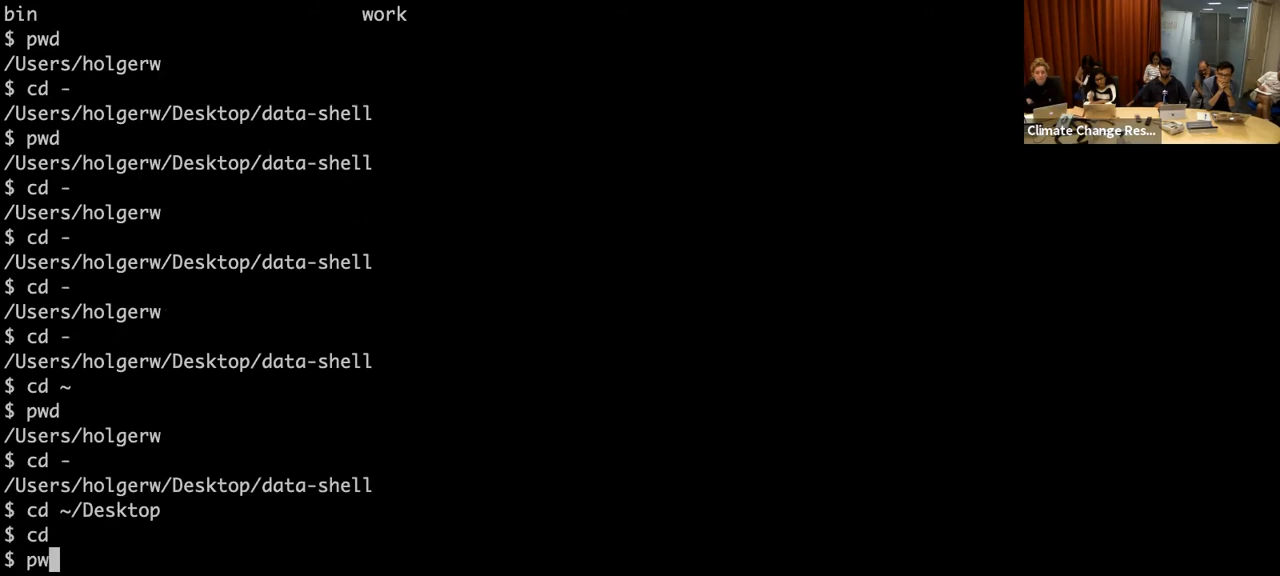 bin work
$ pwd
/Users/holgerw
$ cd -
/Users/holgerw/Desktop/data-shell
$ pwd
/Users/holgerw/Desktop/data-shell
$ cd -
/Users/holgerw
$ cd -
/Users/holgerw/Desktop/data-shell
$ cd -
/Users/holgerw
$ cd -
/Users/holgerw/Desktop/data-shell
$ cd ~
$ pwd
/Users/holgerw
$ cd -
/Users/holgerw/Desktop/data-shell
$ cd ~/Desktop
$ cd
$ pw
Climate Change Res...